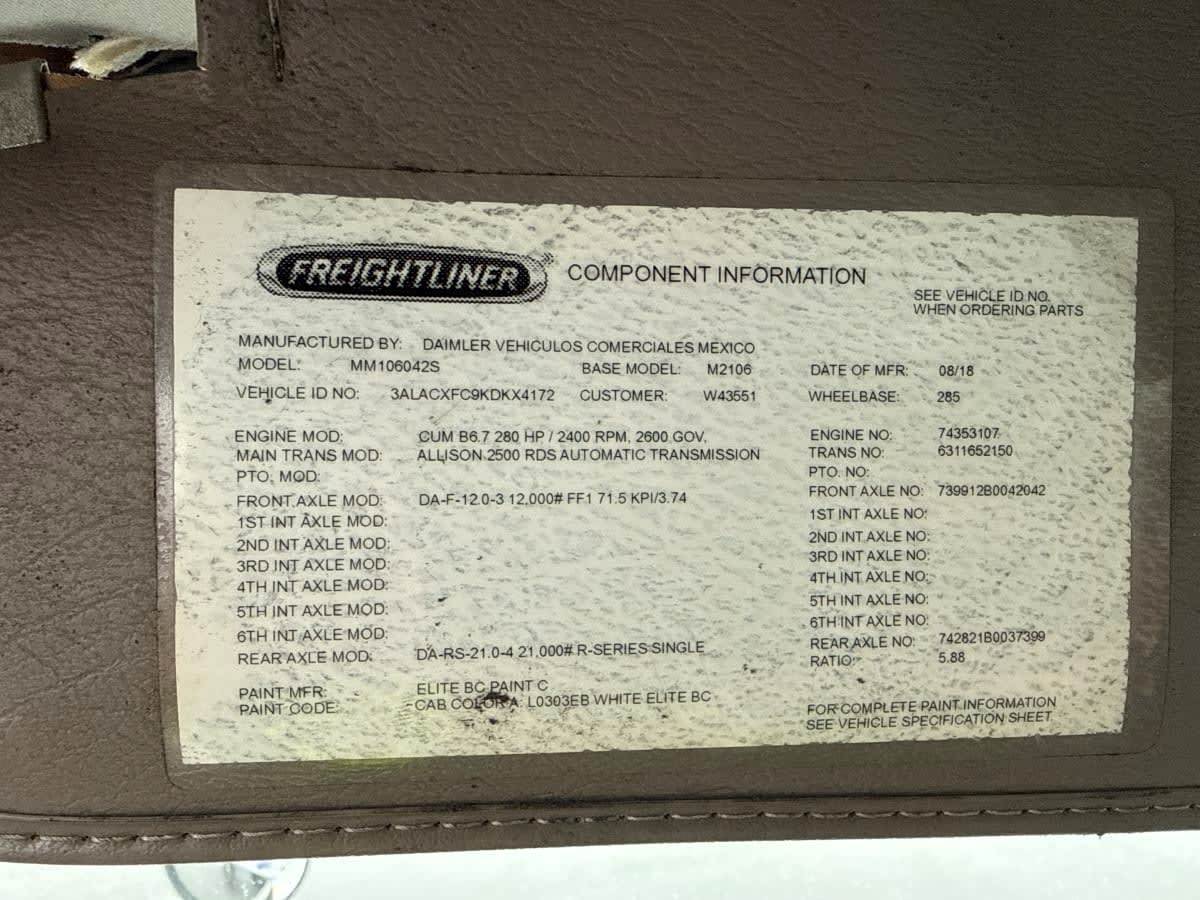 FREIGHTLINER COMPONENT INFORMATION
SEE VEHICLE ID NO.
WHEN ORDERING PARTS
MANUFACTURED BY: DAIMLER VEHICULOS COMERCIALES MEXICO
MODEL: MM106042S BASE MODEL: M2106 DATE OF MFR: 08/18
VEHICLE ID NO: 3ALACXFC9KDKX4172 CUSTOMER: W43551 WHEELBASE: 285
ENGINE MOD: CUM B6.7 280 HP / 2400 RPM, 2600 GOV, ENGINE NO: 74353107
MAIN TRANS MOD: ALLISON 2500 RDS AUTOMATIC TRANSMISSION TRANS NO: 6311652150
PTO. MOD: PTO. NO:
FRONT AXLE MOD: DA-F-12.0-3 12,000# FF1 71.5 KPI/3.74 FRONT AXLE NO: 739912B0042042
1ST INT AXLE MOD: 1ST INT AXLE NO:
2ND INT AXLE MOD: 2ND INT AXLE NO:
3RD INT AXLE MOD: 3RD INT AXLE NO:
4TH INT AXLE MOD: 4TH INT AXLE NO:
5TH INT AXLE MOD: 5TH INT AXLE NO:
6TH INT AXLE MOD: 6TH INT AXLE NO:
REAR AXLE MOD: DA-RS-21.0-4 21,000# R-SERIES SINGLE REAR AXLE NO: 742821B0037399
RATIO: 5.88
PAINT MFR: ELITE BC PAINT C
PAINT CODE: CAB COLOR A: L0303EB WHITE ELITE BC
FOR COMPLETE PAINT INFORMATION
SEE VEHICLE SPECIFICATION SHEET